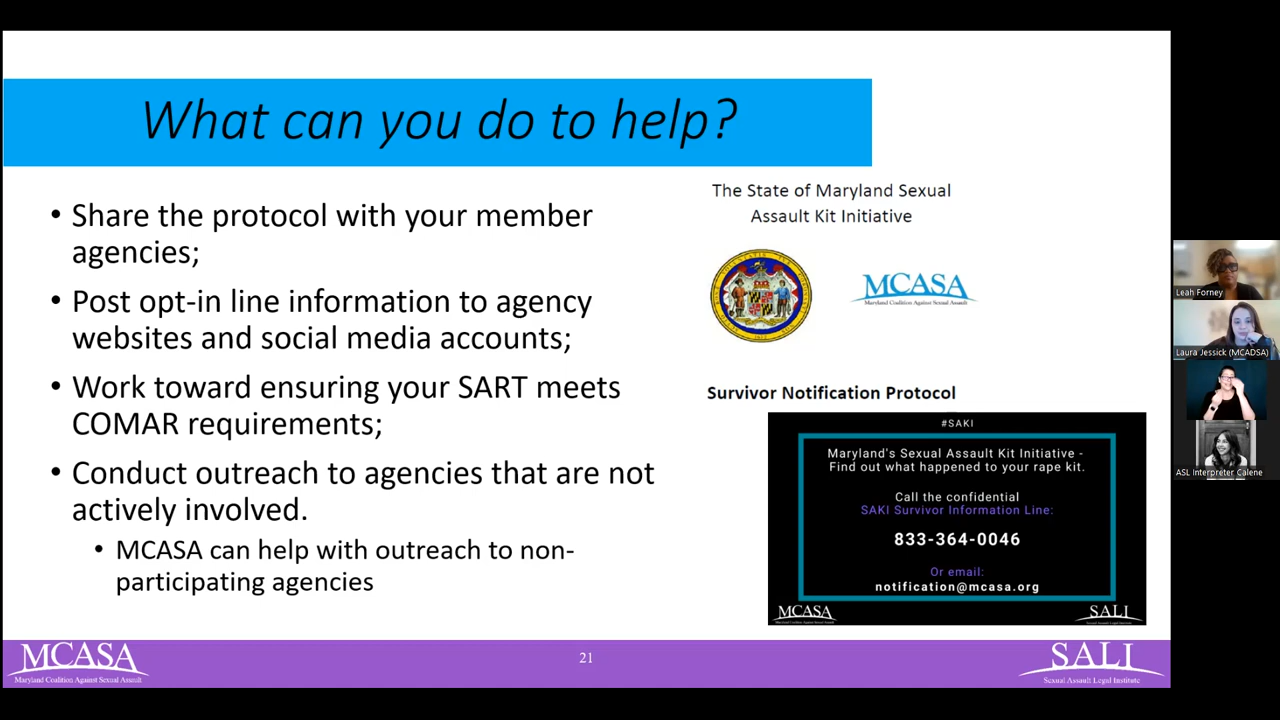 What can you do to help?
• Share the protocol with your member
agencies;
• Post opt-in line information to agency
websites and social media accounts;
• Work toward ensuring your SART meets
COMAR requirements;
• Conduct outreach to agencies that are not
actively involved.
• MCASA can help with outreach to non-
participating agencies
The State of Maryland Sexual
Assault Kit Initiative
MCASA
Maryland Coalition Against Sexual Assault
Survivor Notification Protocol
#SAKI
Maryland's Sexual Assault Kit Initiative -
Find out what happened to your rape kit.
Call the confidential
SAKI Survivor Information Line:
833-364-0046
Or email:
notification@mcasa.org
MCASA
SALI
Leah Forney
Laura Jessick (MCADSA)
ASL Interpreter Calene
MCASA
Maryland Coalition Against Sexual Assault
21
SALI
Sexual Assault Legal Institute